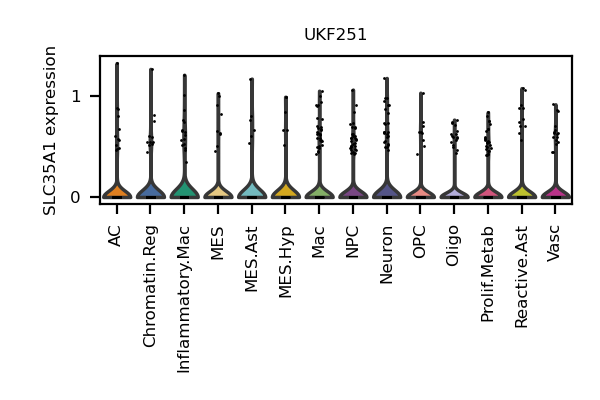 UKF251
SLC35A1 expression
1
0
AC
Chromatin.Reg
Inflammatory.Mac
MES
MES.Ast
MES.Hyp
Mac
NPC
Neuron
OPC
Oligo
Prolif.Metab
Reactive.Ast
Vasc